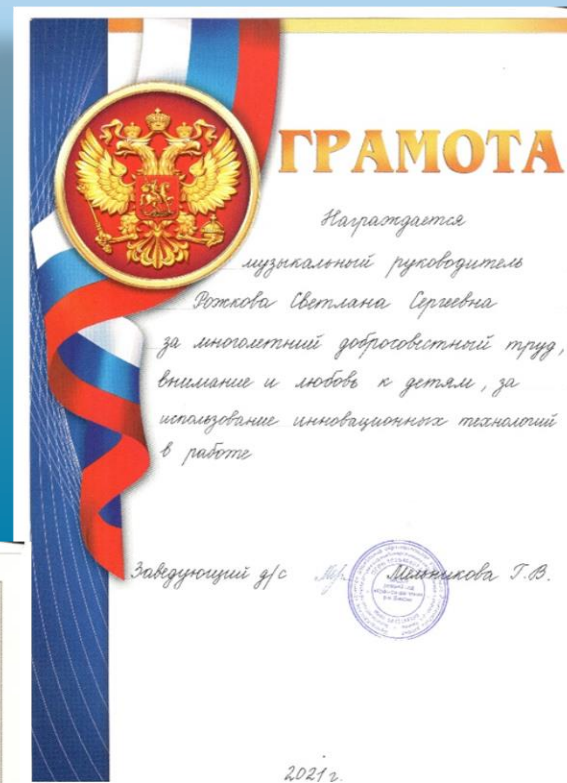 ГРАМОТА
Награждается
музыкальный руководитель
Рожкова Светлана Сергеевна
за многолетний добросовестный труд,
внимание и любовь к детям, за
использование инновационных технологий
в работе
Заведующий д/с Мельникова Т.В.
2021 г.